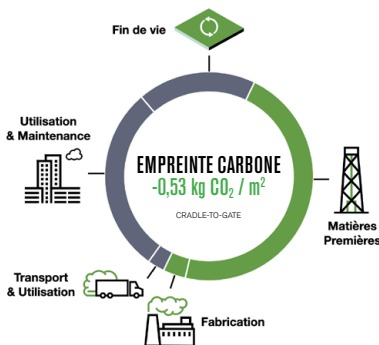 Fin de vie
Utilisation
& Maintenance
EMPREINTE CARBONE
-0,53 kg CO₂ / m²
CRADLE-TO-GATE
Matières
Premières
Transport
& Utilisation
Fabrication